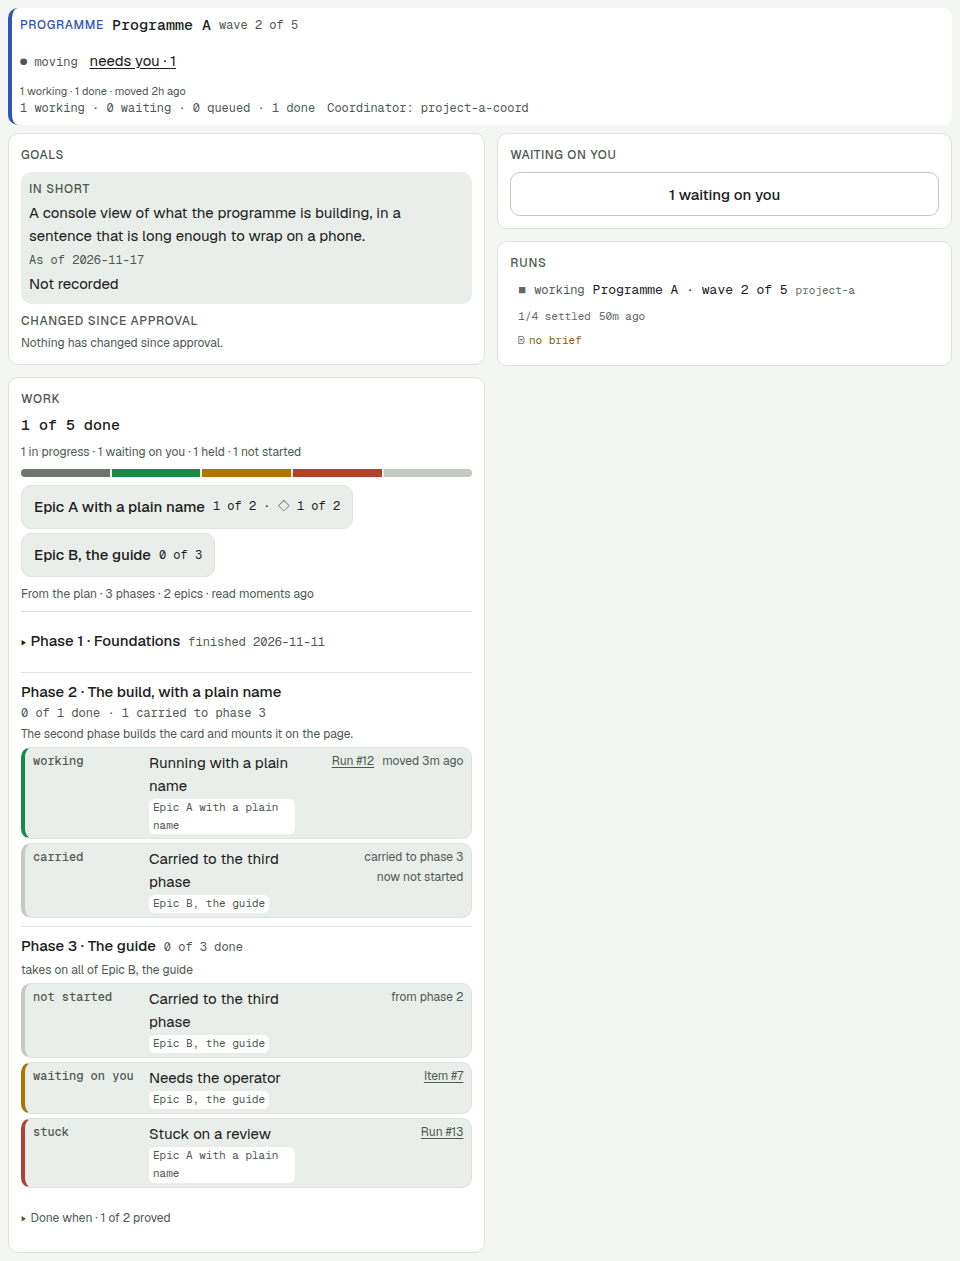 PROGRAMME Programme A wave 2 of 5
● moving needs you · 1
1 working · 1 done · moved 2h ago
1 working · 0 waiting · 0 queued · 1 done Coordinator: project-a-coord
GOALS
IN SHORT
A console view of what the programme is building, in a
sentence that is long enough to wrap on a phone.
As of 2026-11-17
Not recorded
CHANGED SINCE APPROVAL
Nothing has changed since approval.
WAITING ON YOU
1 waiting on you
RUNS
■ working Programme A · wave 2 of 5 project-a
1/4 settled 50m ago
no brief
WORK
1 of 5 done
1 in progress · 1 waiting on you · 1 held · 1 not started
Epic A with a plain name 1 of 2 · ◇ 1 of 2
Epic B, the guide 0 of 3
From the plan · 3 phases · 2 epics · read moments ago
▸ Phase 1 · Foundations finished 2026-11-11
Phase 2 · The build, with a plain name
0 of 1 done · 1 carried to phase 3
The second phase builds the card and mounts it on the page.
working Running with a plain Run #12 moved 3m ago
name
Epic A with a plain
name
carried Carried to the third carried to phase 3
phase now not started
Epic B, the guide
Phase 3 · The guide 0 of 3 done
takes on all of Epic B, the guide
not started Carried to the third from phase 2
phase
Epic B, the guide
waiting on you Needs the operator Item #7
Epic B, the guide
stuck Stuck on a review Run #13
Epic A with a plain
name
▸ Done when · 1 of 2 proved